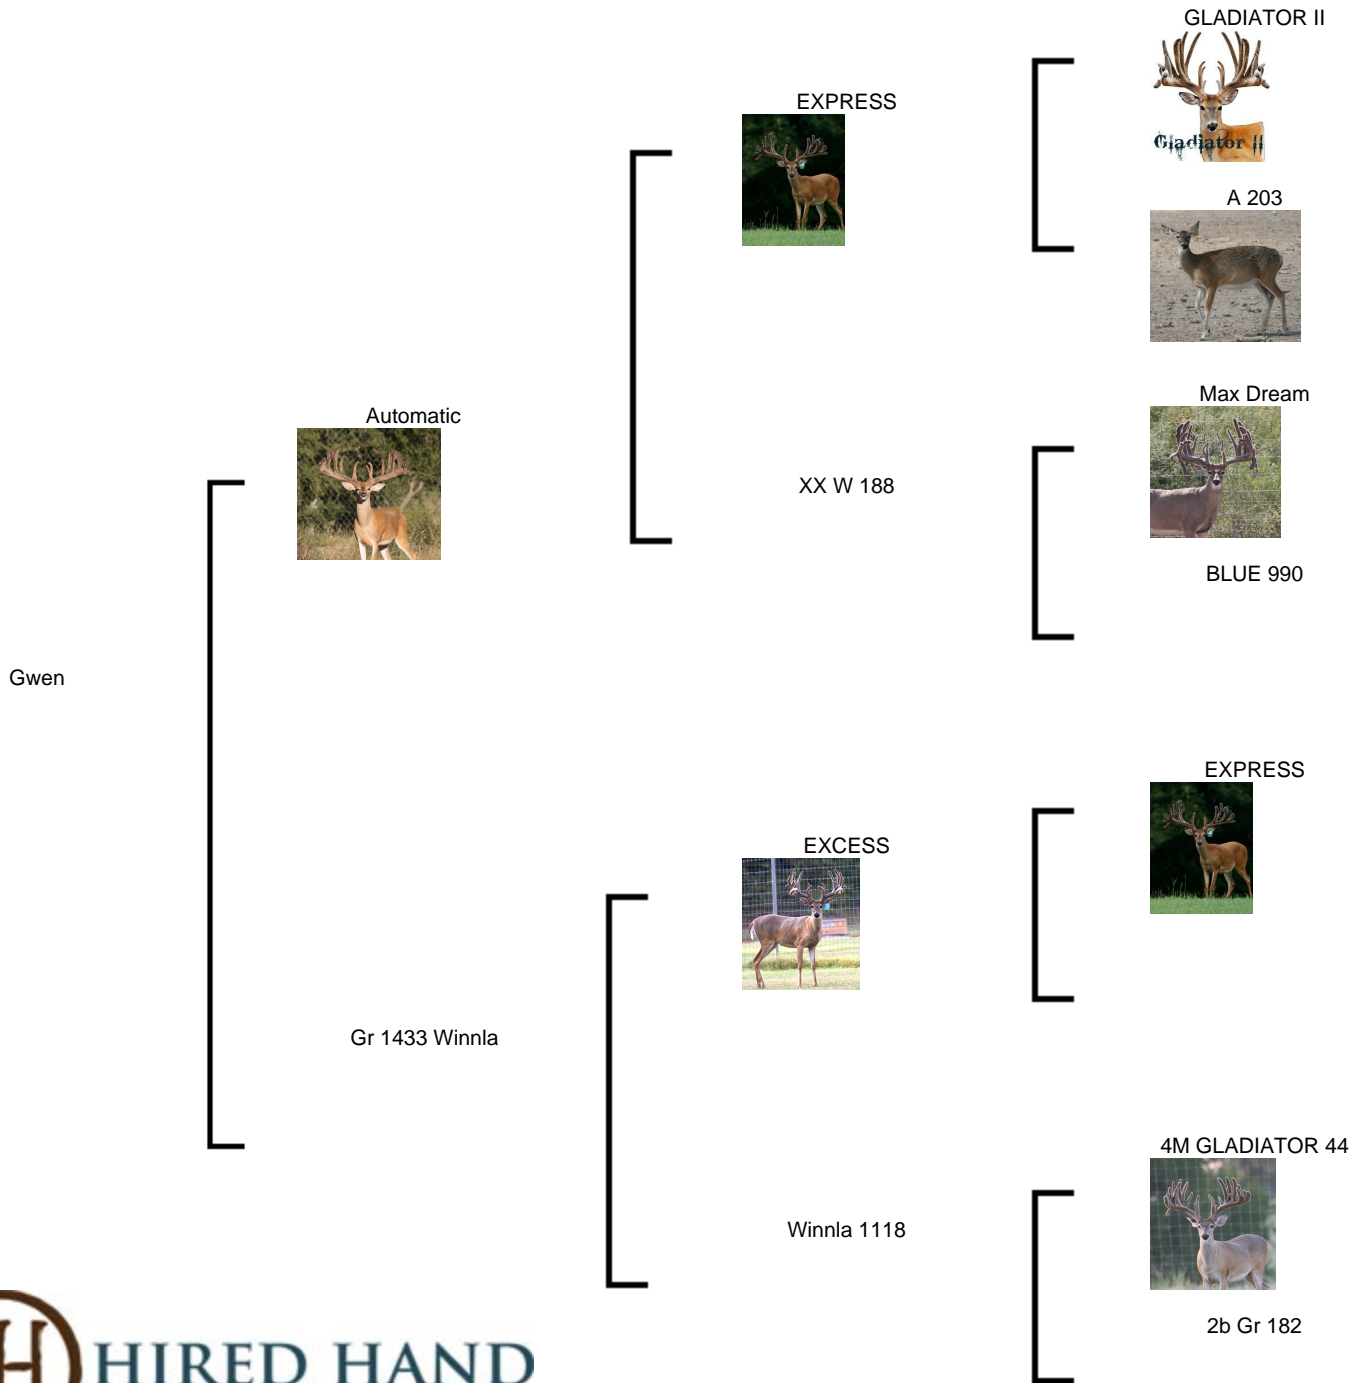 GLADIATOR II
Gladiator II
EXPRESS
A 203
Automatic
Max Dream
XX W 188
BLUE 990
Gwen
EXPRESS
EXCESS
Gr 1433 Winnla
4M GLADIATOR 44
Winnla 1118
2b Gr 182
H HIRED HAND